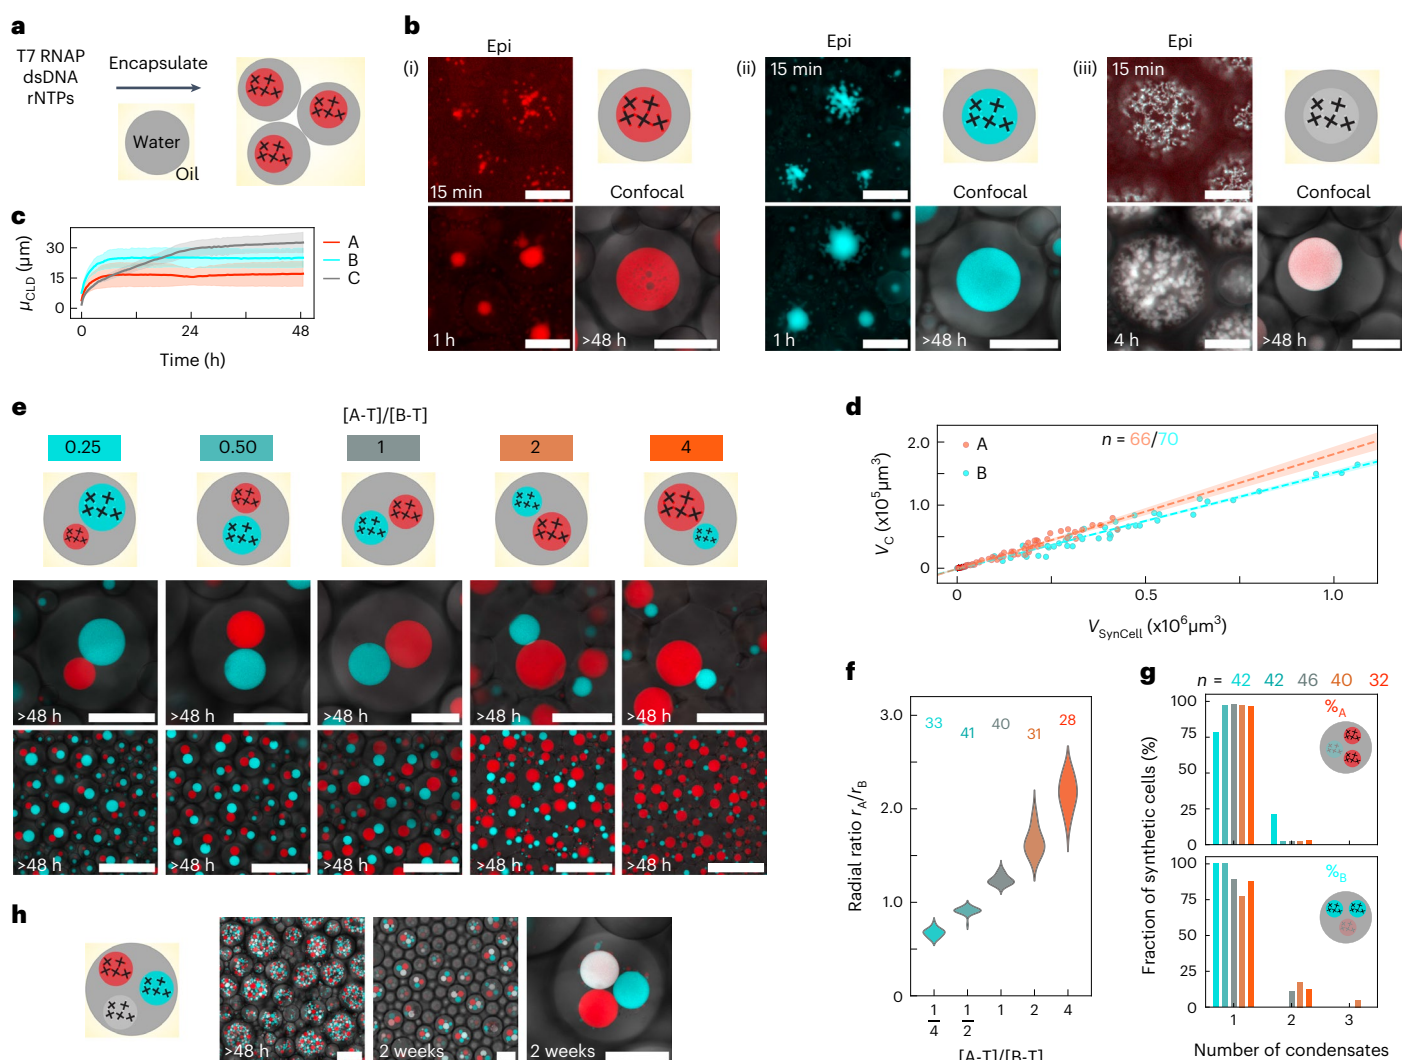 a
T7 RNAP
dsDNA
rNTPs
Encapsulate
Water
Oil
b
Epi
(i)
15 min
Confocal
1 h
>48 h
Epi
(ii)
15 min
Confocal
1 h
>48 h
Epi
(iii)
15 min
Confocal
4 h
>48 h
c
μCLD (μm)
30
15
0
0
24
48
Time (h)
A
B
C
e
[A-T]/[B-T]
0.25
0.50
1
2
4
>48 h
>48 h
>48 h
>48 h
>48 h
>48 h
>48 h
>48 h
>48 h
>48 h
d
A
B
n = 66/70
VC (x10⁵μm³)
2.0
1.0
0
0
0.5
1.0
VSynCell (x10⁶μm³)
f
Radial ratio rA/rB
3.0
2.0
1.0
0
33
41
40
31
28
1/4
1/2
1
2
4
[A-T]/[B-T]
g
n = 42 42 46 40 32
Fraction of synthetic cells (%)
100
75
50
25
0
%A
100
75
50
25
0
%B
1
2
3
Number of condensates
h
>48 h
2 weeks
2 weeks